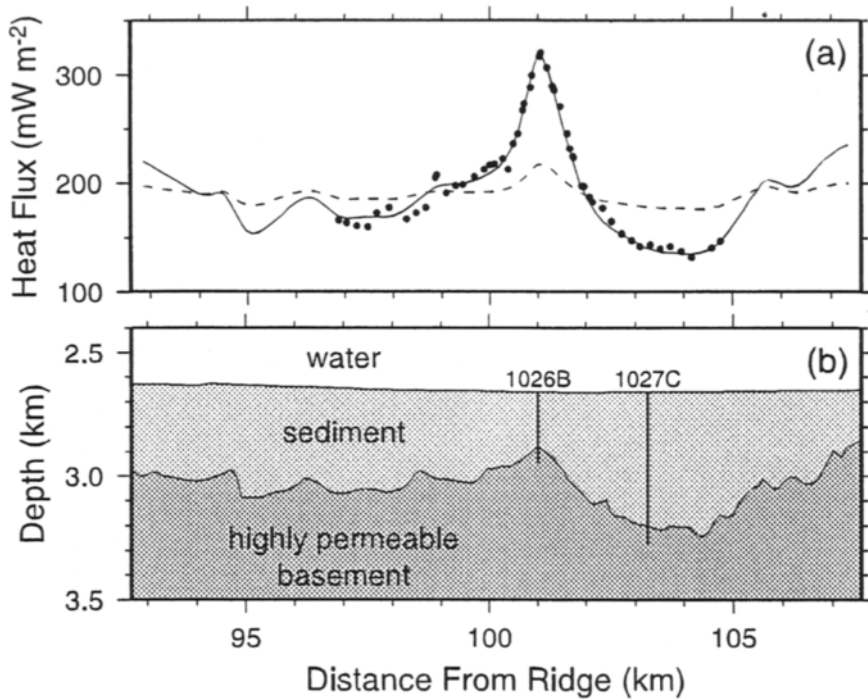 (a)
Heat Flux (mW m-2)
300
200
100
(b)
Depth (km)
2.5
3.0
3.5
water
1026B 1027C
sediment
highly permeable
basement
95 100 105
Distance From Ridge (km)